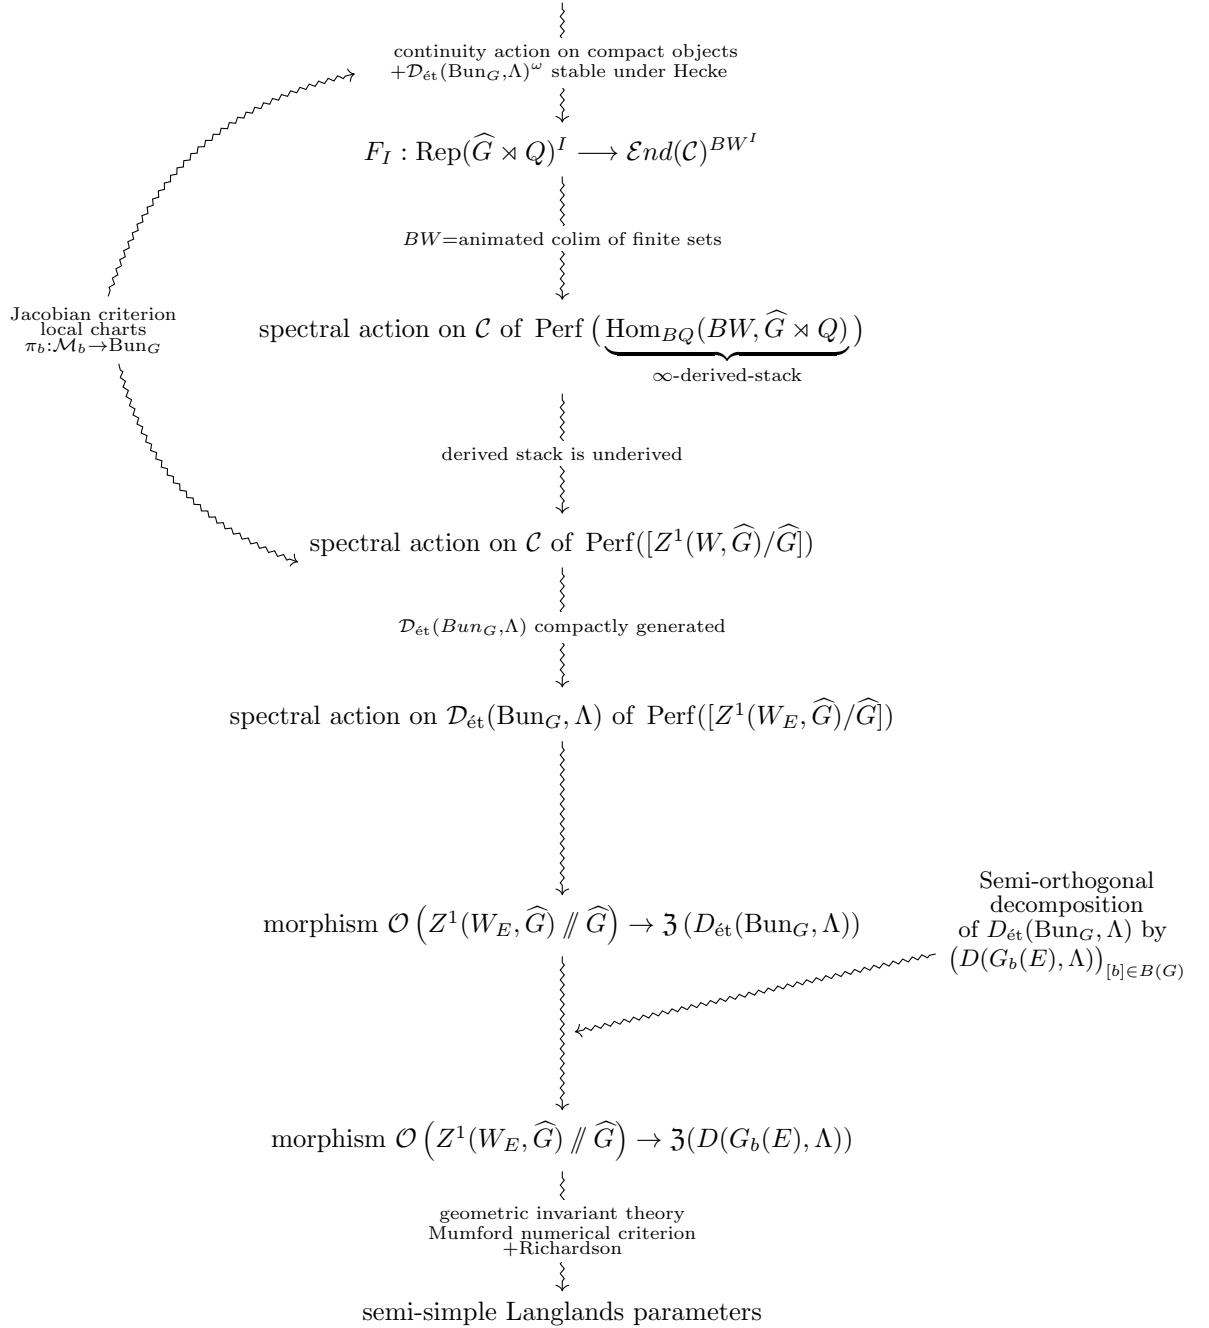 continuity action on compact objects
+𝒟ét(Bun_G,Λ)^ω stable under Hecke
F_I : Rep(Ĝ ⋊ Q)^I ⟶ ℰnd(𝒞)^{BW^I}
BW=animated colim of finite sets
Jacobian criterion
local charts
π_b:ℳ_b→Bun_G
spectral action on 𝒞 of Perf ( Hom_{BQ}(BW, Ĝ ⋊ Q) )
∞-derived-stack
derived stack is underived
spectral action on 𝒞 of Perf([Z^1(W, Ĝ)/Ĝ])
𝒟ét(Bun_G,Λ) compactly generated
spectral action on 𝒟ét(Bun_G, Λ) of Perf([Z^1(W_E, Ĝ)/Ĝ])
Semi-orthogonal
decomposition
of D_ét(Bun_G, Λ) by
(D(G_b(E), Λ))_{[b]∈B(G)}
morphism 𝒪 (Z^1(W_E, Ĝ) ⫽ Ĝ) → ℨ (D_ét(Bun_G, Λ))
morphism 𝒪 (Z^1(W_E, Ĝ) ⫽ Ĝ) → ℨ(D(G_b(E), Λ))
geometric invariant theory
Mumford numerical criterion
+Richardson
semi-simple Langlands parameters